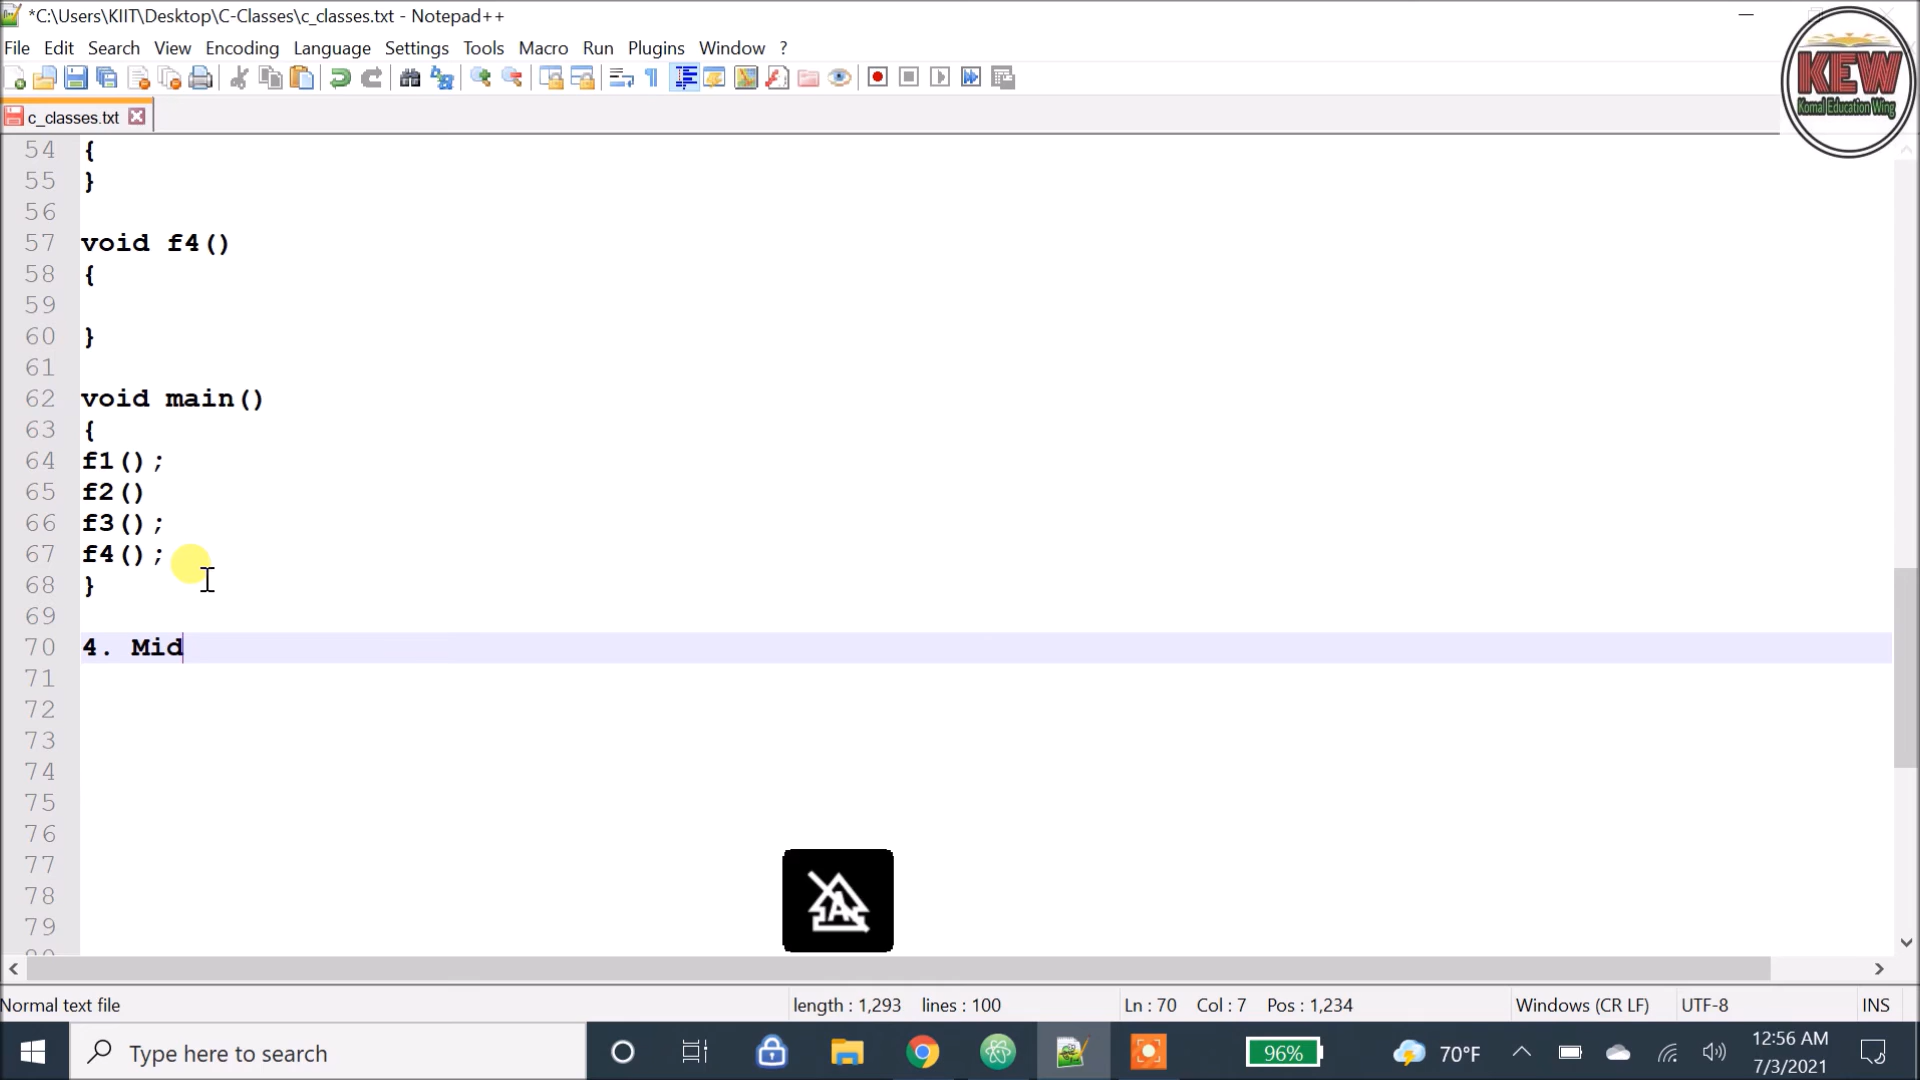 *C:\Users\KIIT\Desktop\C-Classes\c_classes.txt - Notepad++
File Edit Search View Encoding Language Settings Tools Macro Run Plugins Window ?
KEW
Komal Education Wing
c_classes.txt
54 {
55 }
56
57 void f4()
58 {
59
60 }
61
62 void main()
63 {
64 f1();
65 f2()
66 f3();
67 f4();
68 }
69
70 4. Mid
71
72
73
74
75
76
77
78
79
Normal text file length : 1,293 lines : 100 Ln : 70 Col : 7 Pos : 1,234 Windows (CR LF) UTF-8 INS
Type here to search 96% 70°F 12:56 AM
7/3/2021